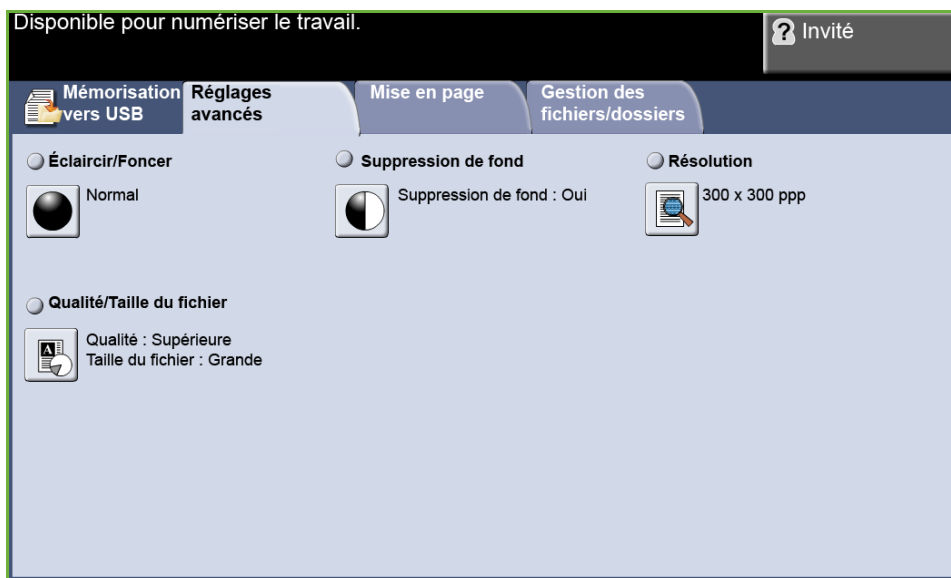 Disponible pour numériser le travail.
? Invité
Mémorisation
vers USB
Réglages
avancés
Mise en page
Gestion des
fichiers/dossiers
Éclaircir/Foncer
Normal
Suppression de fond
Suppression de fond : Oui
Résolution
300 x 300 ppp
Qualité/Taille du fichier
A
Qualité : Supérieure
Taille du fichier : Grande